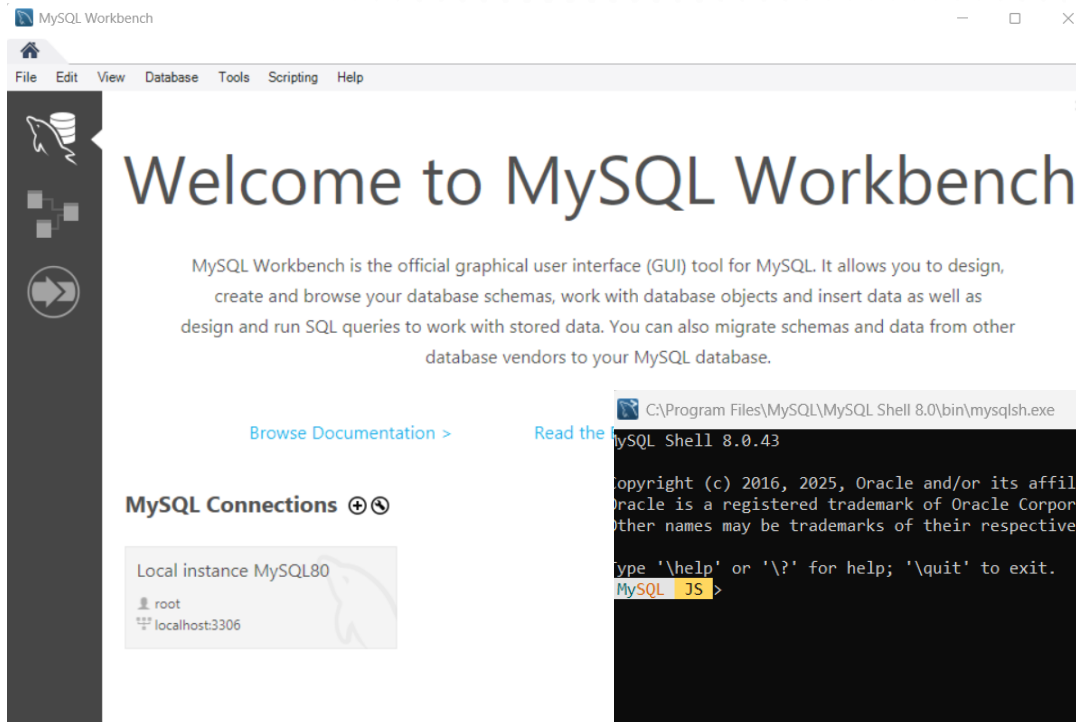 MySQL Workbench
File Edit View Database Tools Scripting Help
Welcome to MySQL Workbench
MySQL Workbench is the official graphical user interface (GUI) tool for MySQL. It allows you to design,
create and browse your database schemas, work with database objects and insert data as well as
design and run SQL queries to work with stored data. You can also migrate schemas and data from other
database vendors to your MySQL database.
Browse Documentation >
Read the
MySQL Connections
Local instance MySQL80
root
localhost:3306
C:\Program Files\MySQL\MySQL Shell 8.0\bin\mysqlsh.exe
MySQL Shell 8.0.43
Copyright (c) 2016, 2025, Oracle and/or its affil
Oracle is a registered trademark of Oracle Corpor
Other names may be trademarks of their respective
Type '\help' or '\?' for help; '\quit' to exit.
MySQL JS >